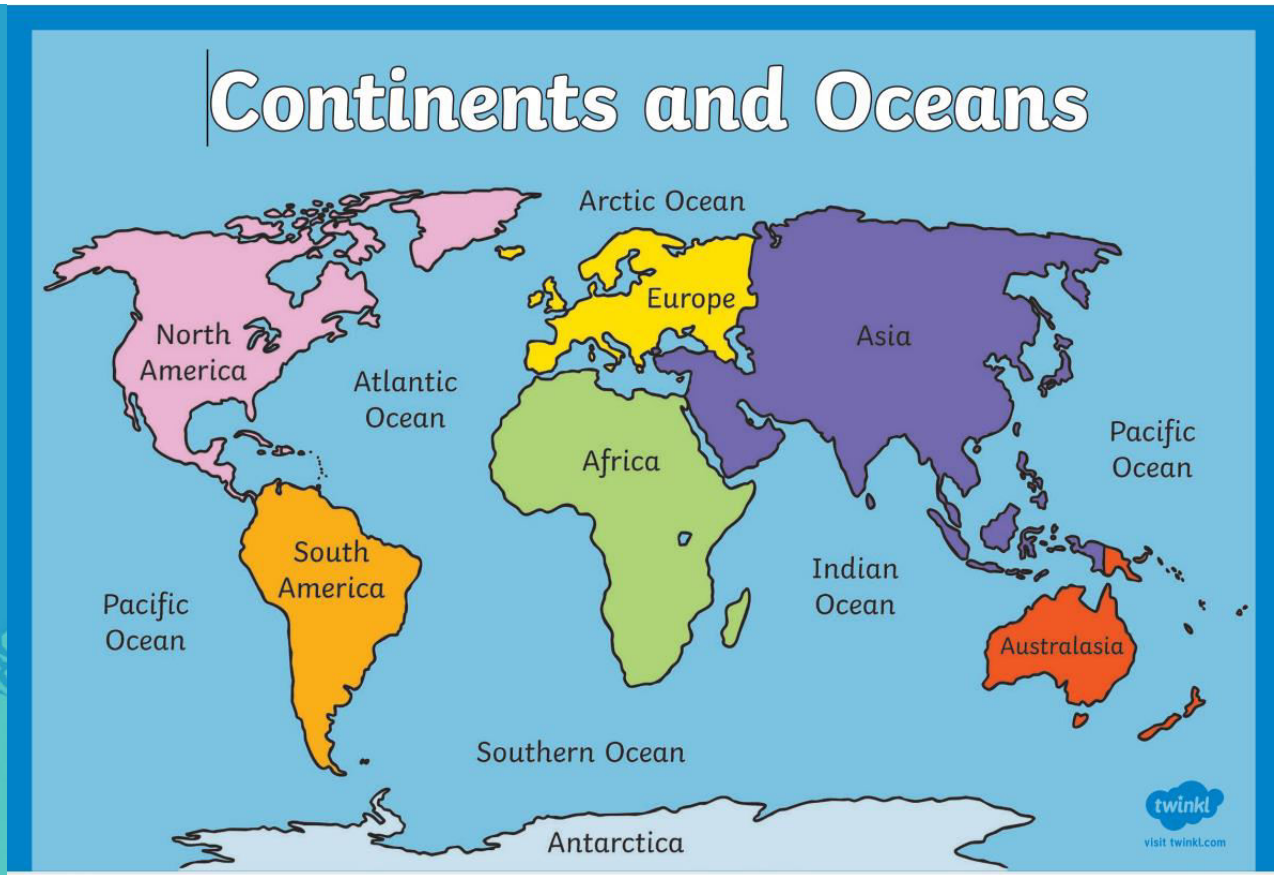 Continents and Oceans
Arctic Ocean
North
America
Europe
Asia
Atlantic
Ocean
Africa
Pacific
Ocean
South
America
Indian
Ocean
Pacific
Ocean
Australasia
Southern Ocean
Antarctica
twinkl
visit twinkl.com